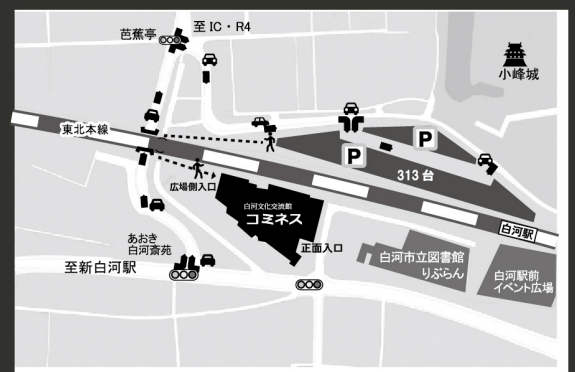 至 IC・R4
芭蕉亭
小峰城
東北本線
P
P
313 台
広場側入口
白河文化交流館
コミネス
正面入口
白河駅
あおき
白河斎苑
至新白河駅
白河市立図書館
りぶらん
白河駅前
イベント広場